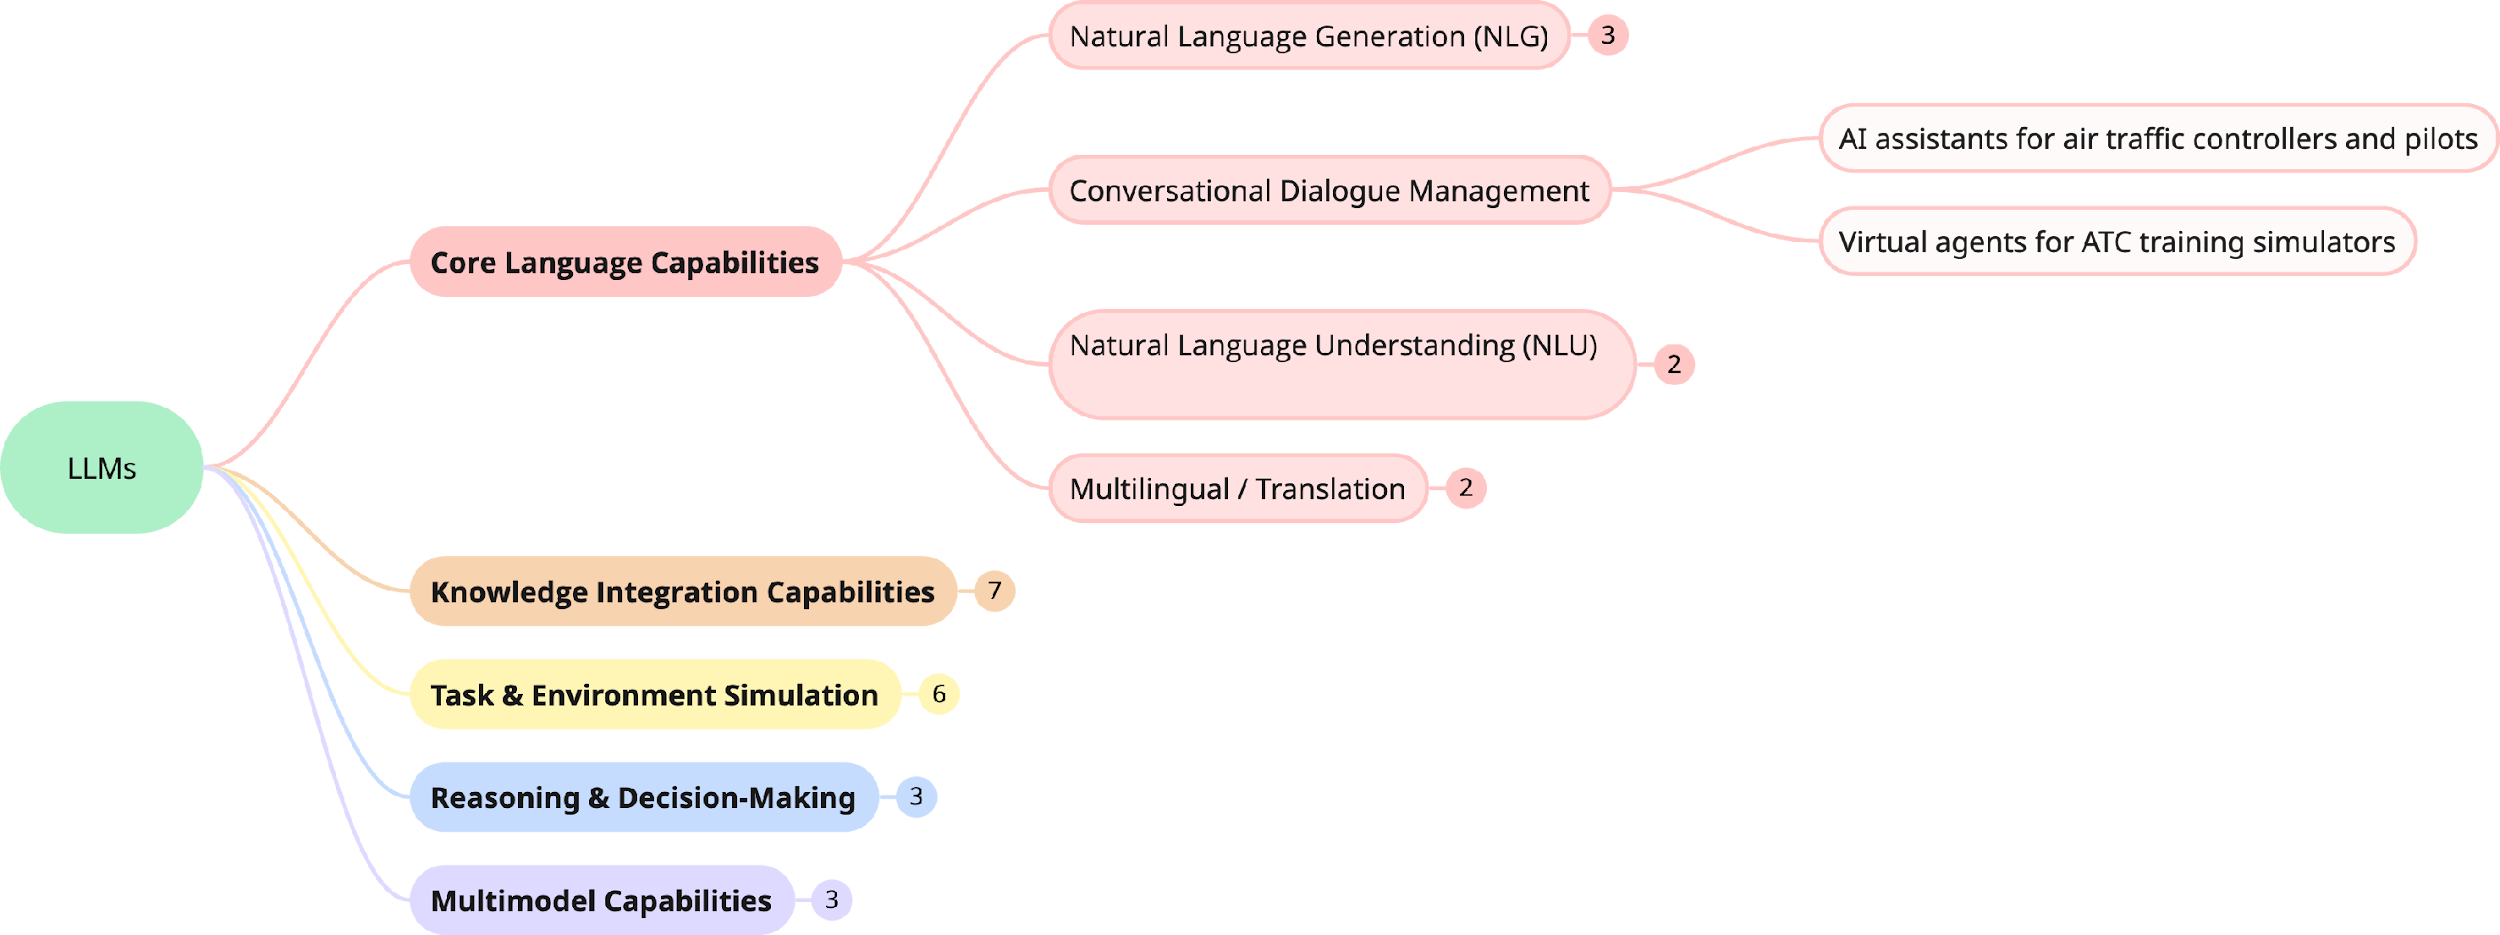 LLMs
Core Language Capabilities
Natural Language Generation (NLG)
3
Conversational Dialogue Management
AI assistants for air traffic controllers and pilots
Virtual agents for ATC training simulators
Natural Language Understanding (NLU)
2
Multilingual / Translation
2
Knowledge Integration Capabilities
7
Task & Environment Simulation
6
Reasoning & Decision-Making
3
Multimodel Capabilities
3